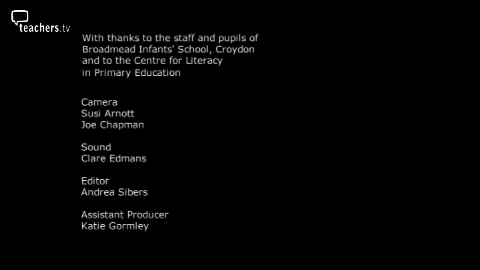 teachers.tv
With thanks to the staff and pupils of
Broadmead Infants' School, Croydon
and to the Centre for Literacy
in Primary Education
Camera
Susi Arnott
Joe Chapman
Sound
Clare Edmans
Editor
Andrea Sibers
Assistant Producer
Katie Gormley